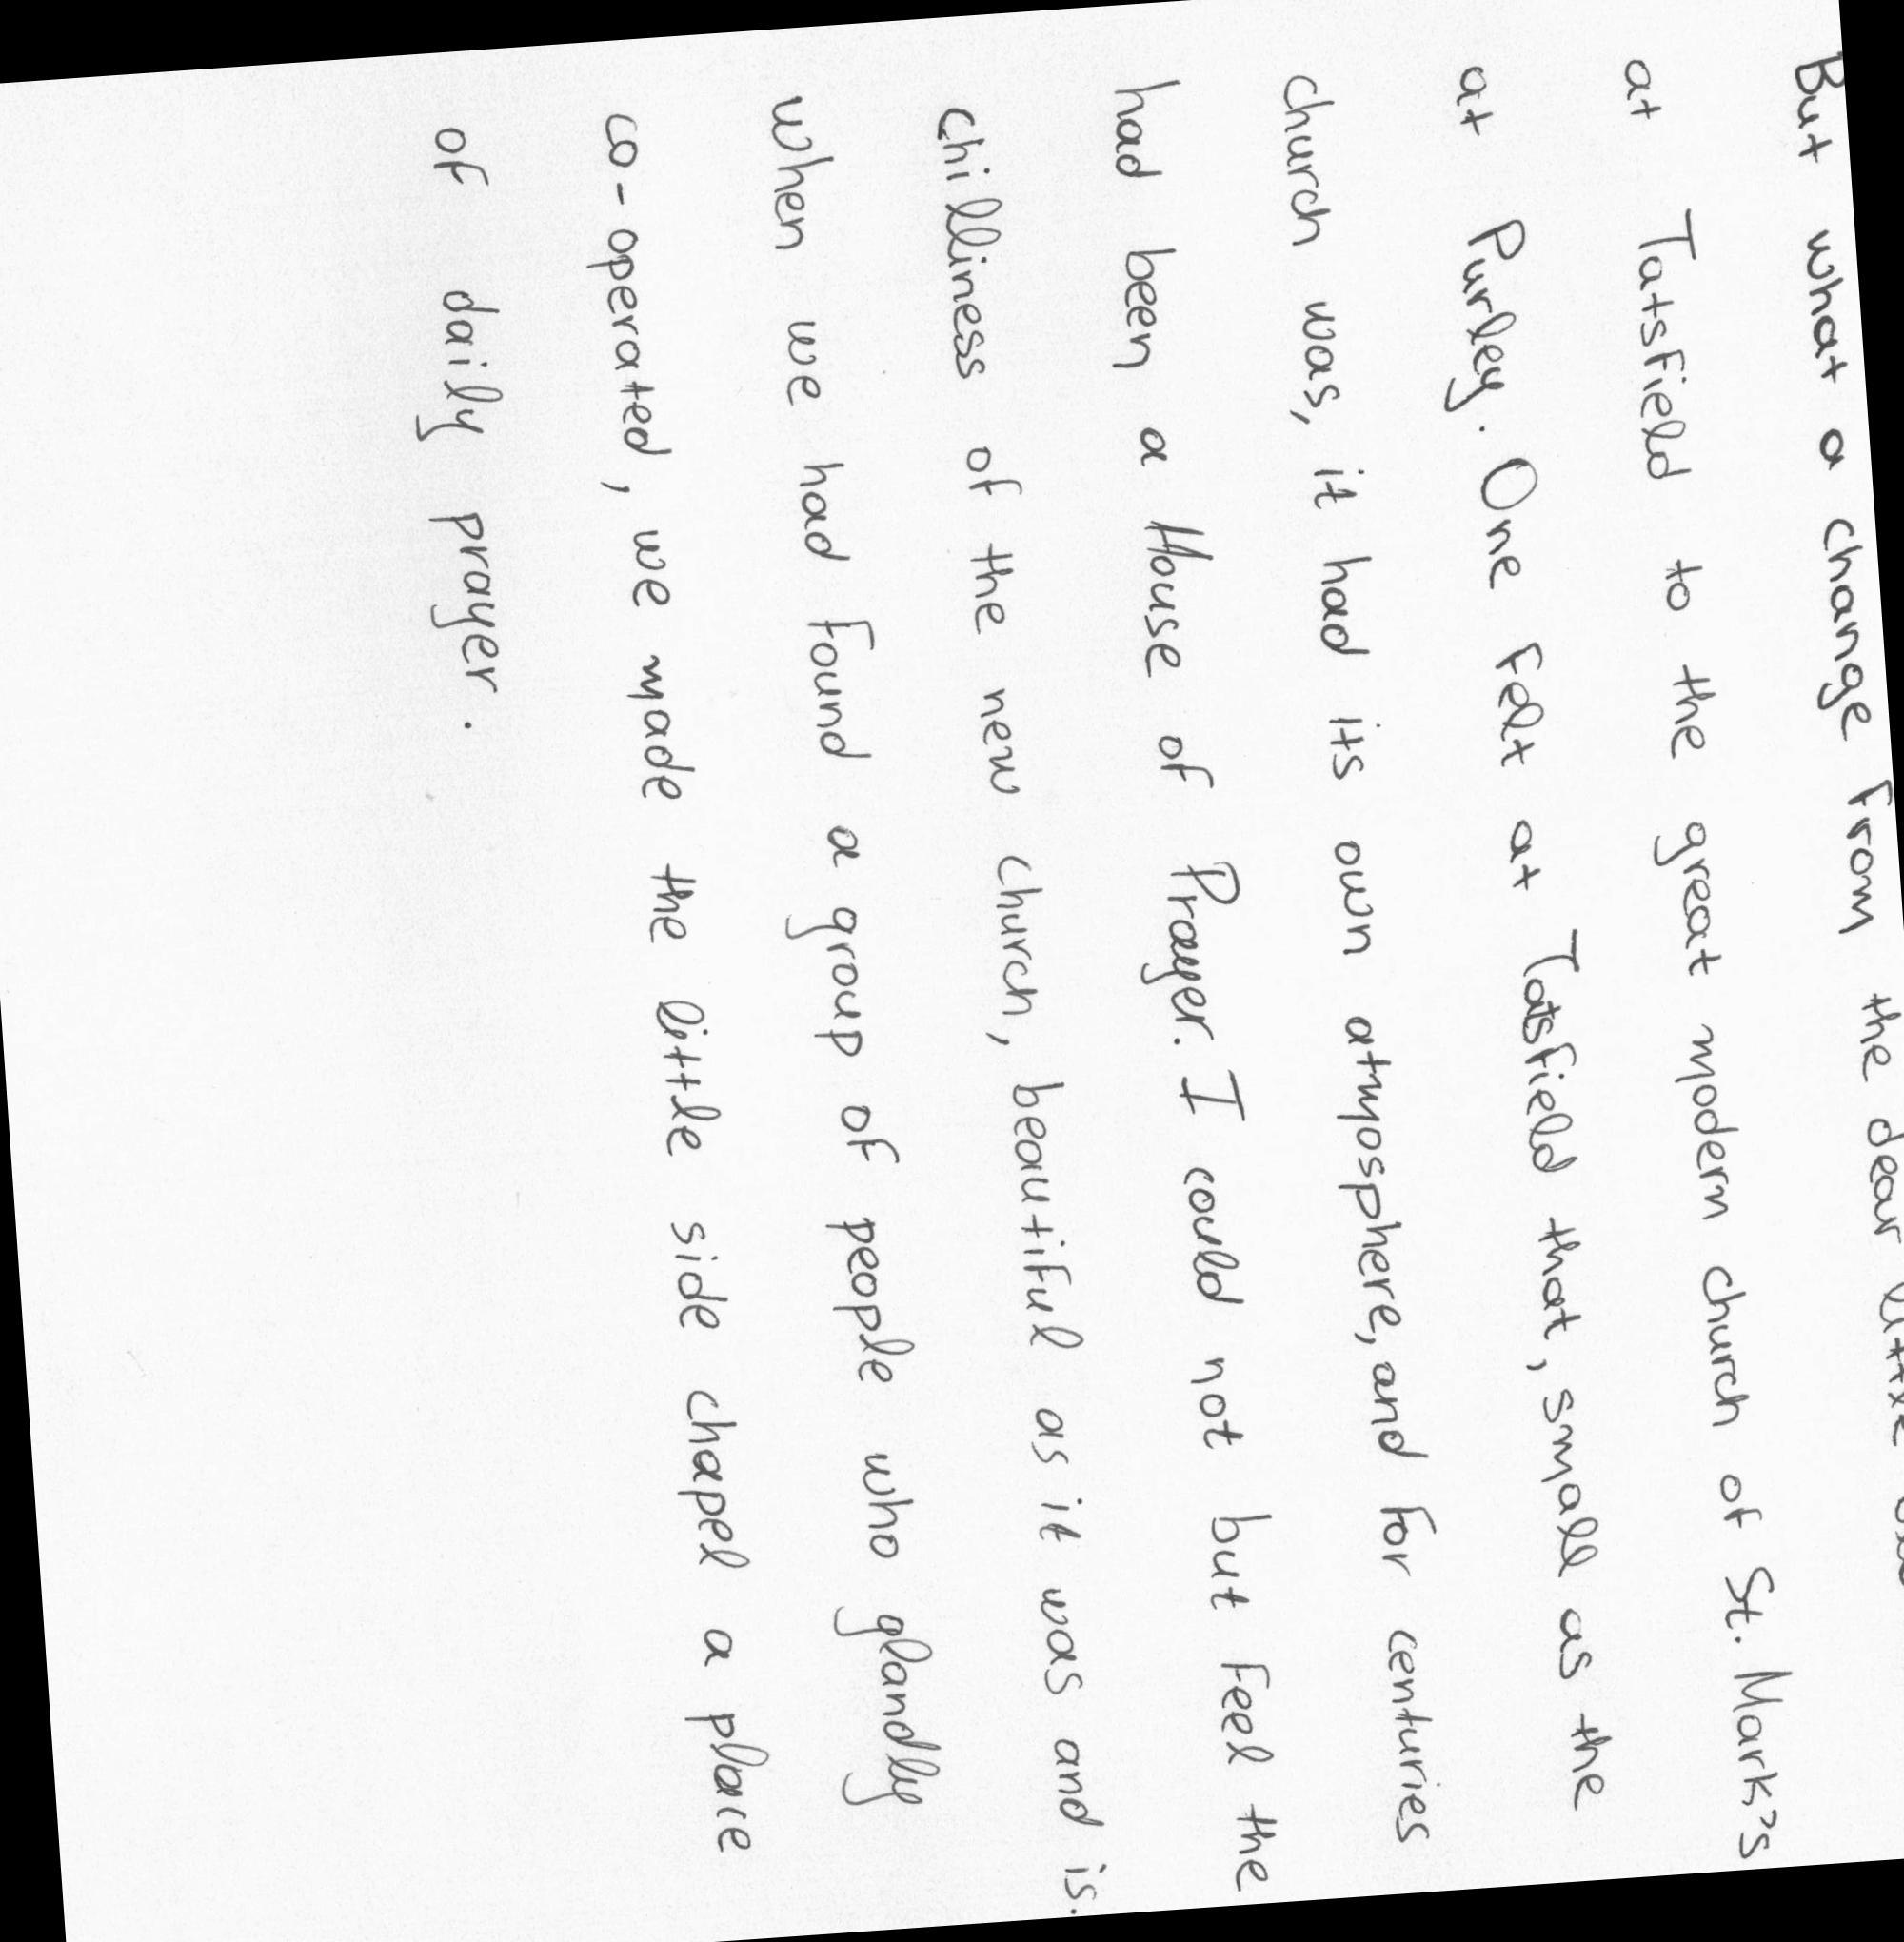 But what a change from the dear little
at Tatsfield to the great modern church of St. Mark's
at Purley. One felt at Tatsfield that, small as the
church was, it had its own atmosphere, and for centuries
had been a House of Prayer. I could not but feel the
chilliness of the new church, beautiful as it was and is.
When we had found a group of people who glandly
co-operated, we made the little side chapel a place
of daily prayer.